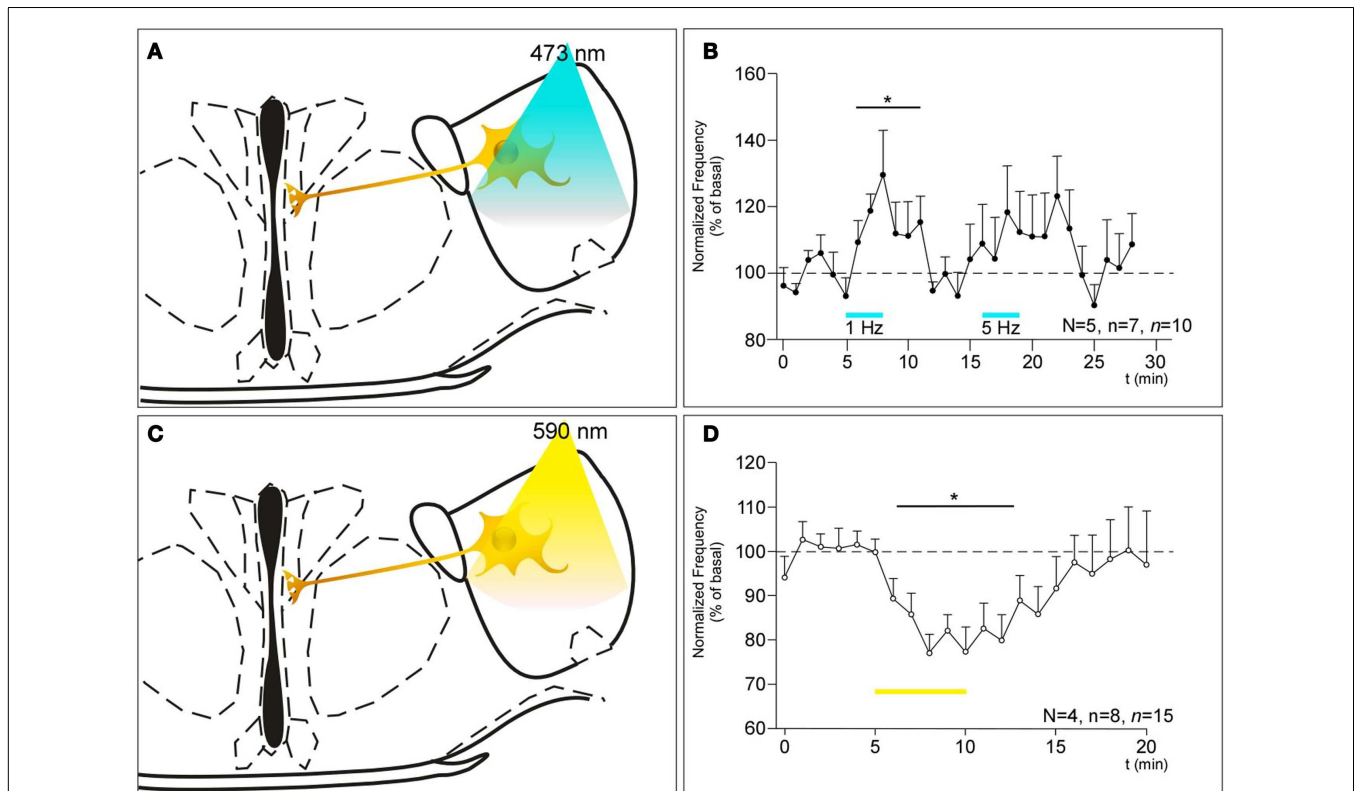 A
473 nm
B
160
140
120
100
80
Normalized Frequency
(% of basal)
*
1 Hz
5 Hz
N=5, n=7, n=10
0
5
10
15
20
25
30
t (min)
C
590 nm
D
120
110
100
90
80
70
60
Normalized Frequency
(% of basal)
*
N=4, n=8, n=15
0
5
10
15
20
t (min)